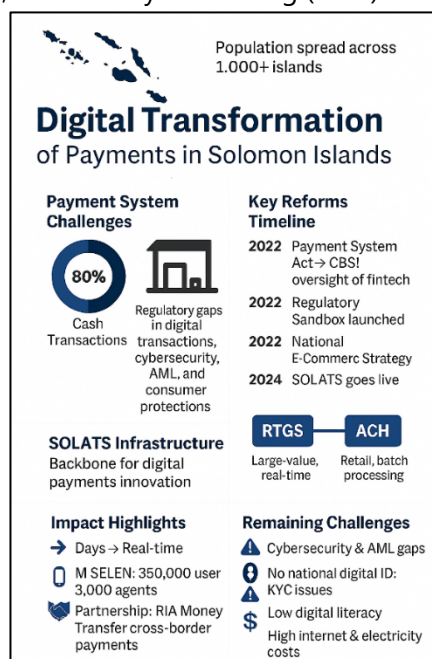 Population spread across
1.000+ islands
Digital Transformation
of Payments in Solomon Islands
Payment System
Challenges
80%
Cash
Transactions
Regulatory gaps
in digital
transactions,
cybersecurity,
AML, and
consumer
protections
Key Reforms
Timeline
2022 Payment System
Act→ CBS!
oversight of fintech
2022 Regulatory
Sandbox launched
2022 National
E-Commerc Strategy
2024 SOLATS goes live
SOLATS Infrastructure
Backbone for digital
payments innovation
RTGS
ACH
Large-value,
real-time
Retail, batch
processing
Impact Highlights
→ Days → Real-time
M SELEN: 350,000 user
3,000 agents
Partnership: RIA Money
Transfer cross-border
payments
Remaining Challenges
Cybersecurity & AML gaps
No national digital ID:
KYC issues
$ Low digital literacy
High internet & electricity
costs